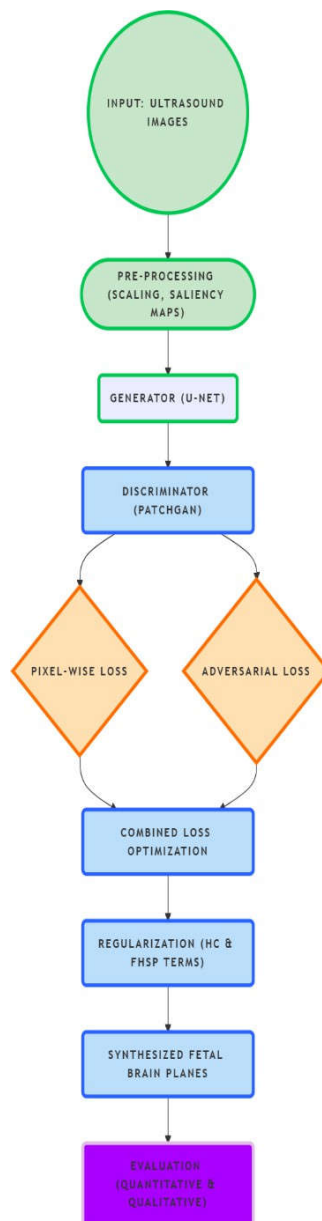 INPUT: ULTRASOUND
IMAGES
PRE-PROCESSING
(SCALING, SALIENCY
MAPS)
GENERATOR (U-NET)
DISCRIMINATOR
(PATCHGAN)
PIXEL-WISE LOSS
ADVERSARIAL LOSS
COMBINED LOSS
OPTIMIZATION
REGULARIZATION (HC &
FHSP TERMS)
SYNTHESIZED FETAL
BRAIN PLANES
EVALUATION
(QUANTITATIVE &
QUALITATIVE)